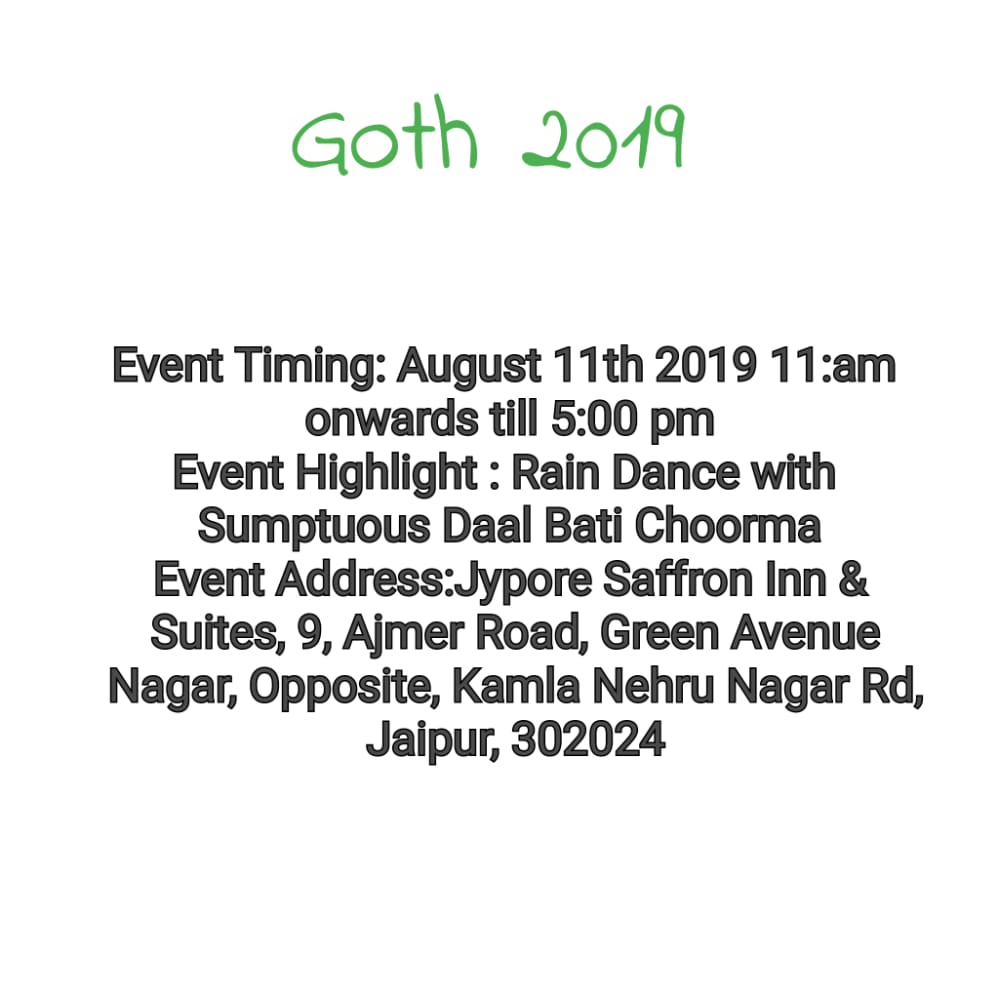 Goth 2019
Event Timing: August 11th 2019 11:am
onwards till 5:00 pm
Event Highlight : Rain Dance with
Sumptuous Daal Bati Choorma
Event Address:Jypore Saffron Inn &
Suites, 9, Ajmer Road, Green Avenue
Nagar, Opposite, Kamla Nehru Nagar Rd,
Jaipur, 302024